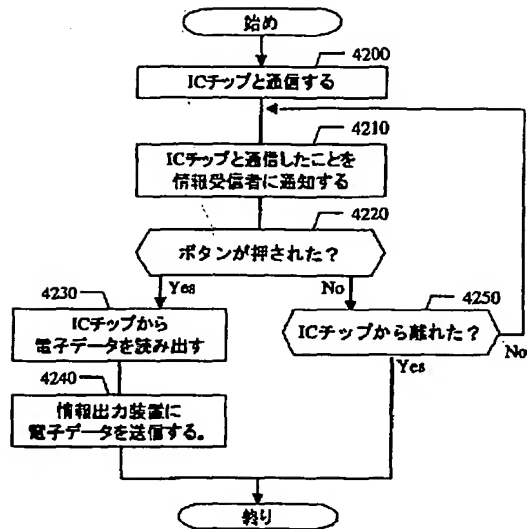 始め
4200
ICチップと通信する
4210
ICチップと通信したことを
情報受信者に通知する
4220
ボタンが押された？
Yes
No
4230
ICチップから
電子データを読み出す
4250
ICチップから離れた？
No
Yes
4240
情報出力装置に
電子データを送信する。
終り